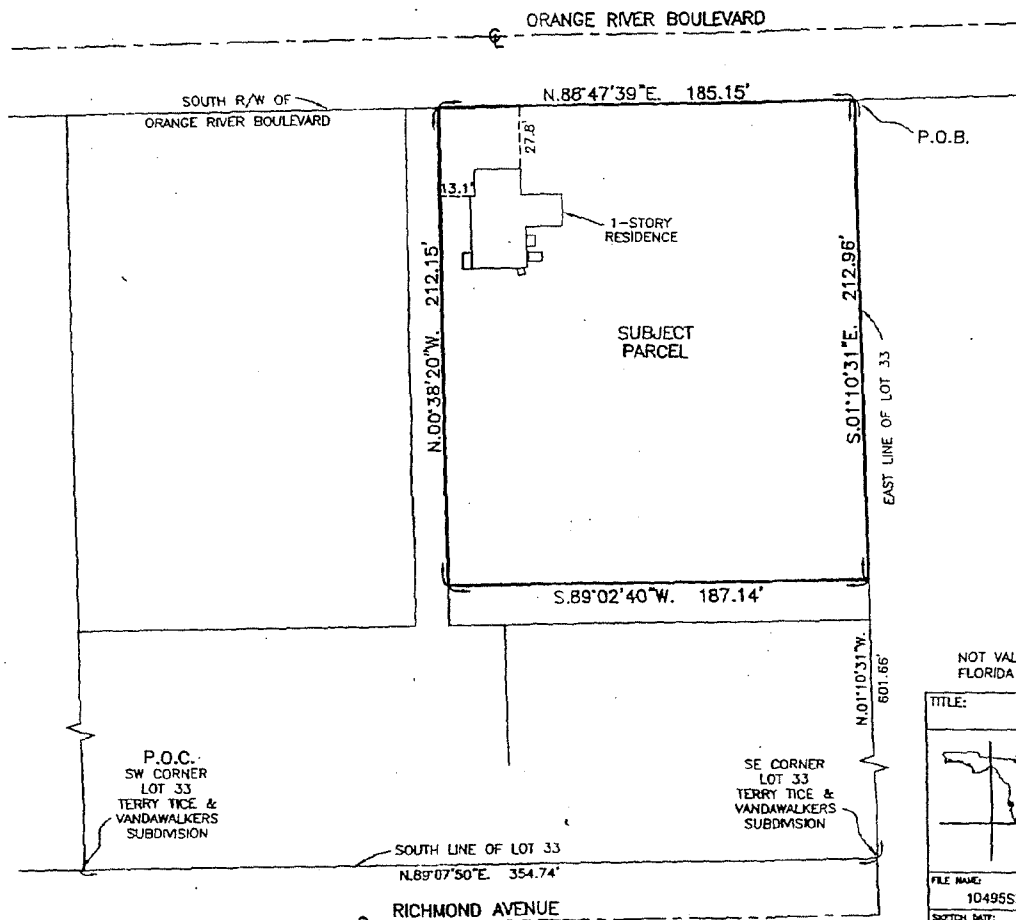 ORANGE RIVER BOULEVARD
SOUTH R/W OF
ORANGE RIVER BOULEVARD
N.88°47'39"E. 185.15'
P.O.B.
27.8'
13.1'
1-STORY
RESIDENCE
N.00°38'20"W. 212.15'
SUBJECT
PARCEL
S.01°10'31"E. 212.96'
EAST LINE OF LOT 33
S.89°02'40"W. 187.14'
N.01°10'31"W.
601.66'
NOT VAL
FLORIDA
TITLE:
P.O.C.
SW CORNER
LOT 33
TERRY TICE &
VANDAWALKERS
SUBDIVISION
SE CORNER
LOT 33
TERRY TICE &
VANDAWALKERS
SUBDIVISION
SOUTH LINE OF LOT 33
N.89°07'50"E. 354.74'
RICHMOND AVENUE
FILE NAME:
10495S
SKETCH DATE: